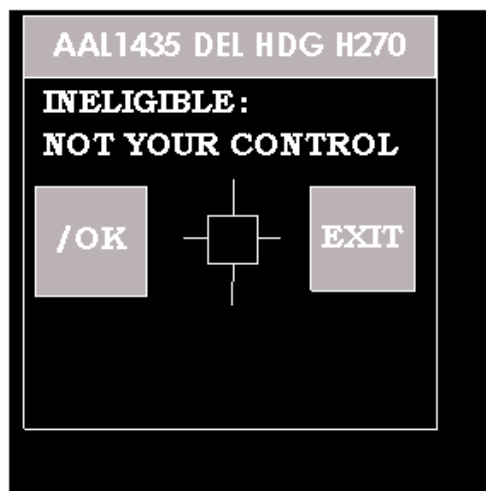 AAL1435 DEL HDG H270
INELIGIBLE:
NOT YOUR CONTROL
/OK EXIT